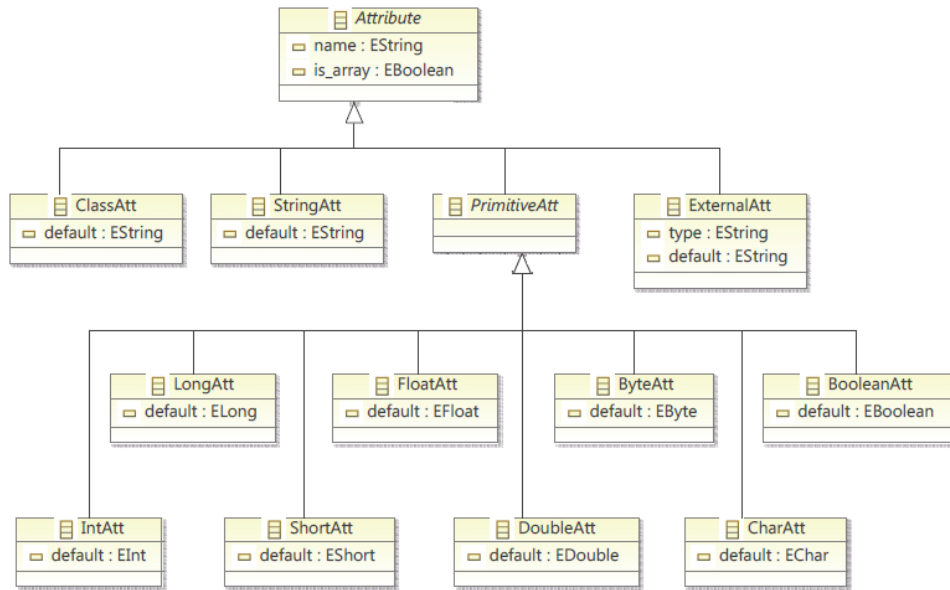 Attribute
name : EString
is_array : EBoolean
ClassAtt
default : EString
StringAtt
default : EString
PrimitiveAtt
ExternalAtt
type : EString
default : EString
LongAtt
default : ELong
FloatAtt
default : EFloat
ByteAtt
default : EByte
BooleanAtt
default : EBoolean
IntAtt
default : EInt
ShortAtt
default : EShort
DoubleAtt
default : EDouble
CharAtt
default : EChar